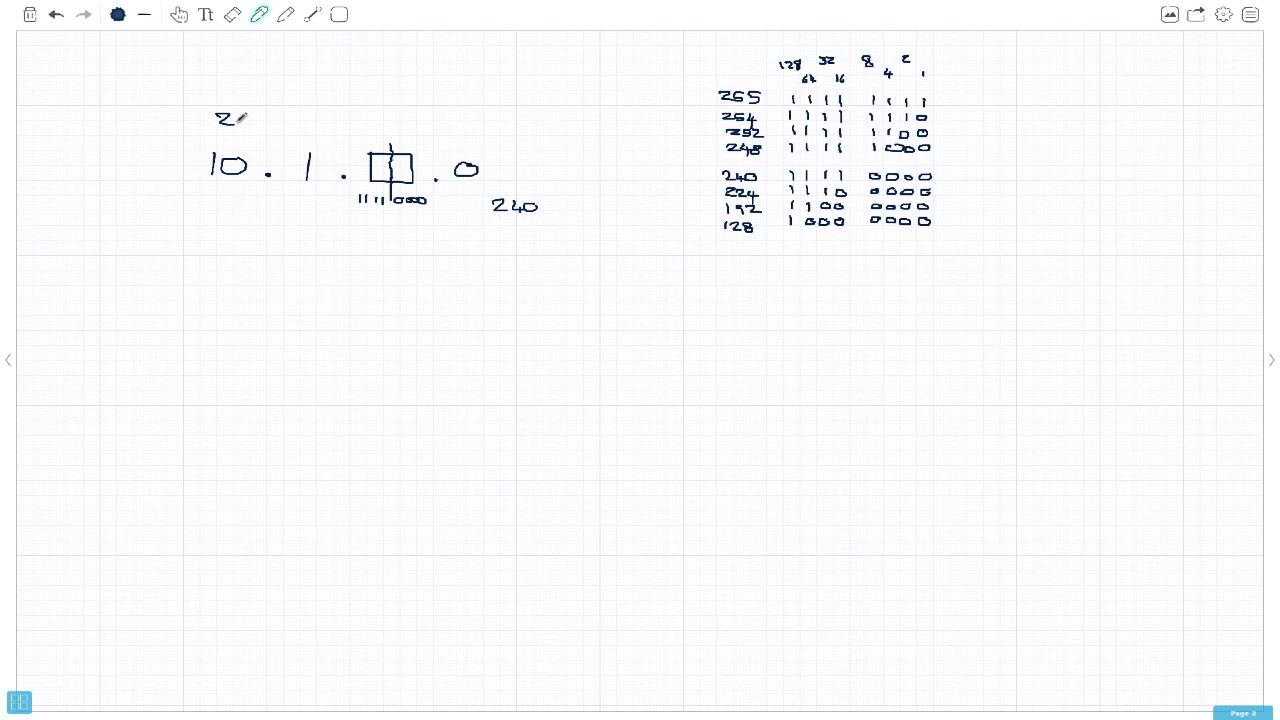 Tt
128 64 32 16 8 4 2 1
255 1 1 1 1 1 1 1 1
254 1 1 1 1 1 1 1 0
252 1 1 1 1 1 1 0 0
248 1 1 1 1 1 0 0 0
240 1 1 1 1 0 0 0 0
224 1 1 1 0 0 0 0 0
192 1 1 0 0 0 0 0 0
128 1 0 0 0 0 0 0 0
2
10 . 1 . . 0
1111 0000
240
Page 3